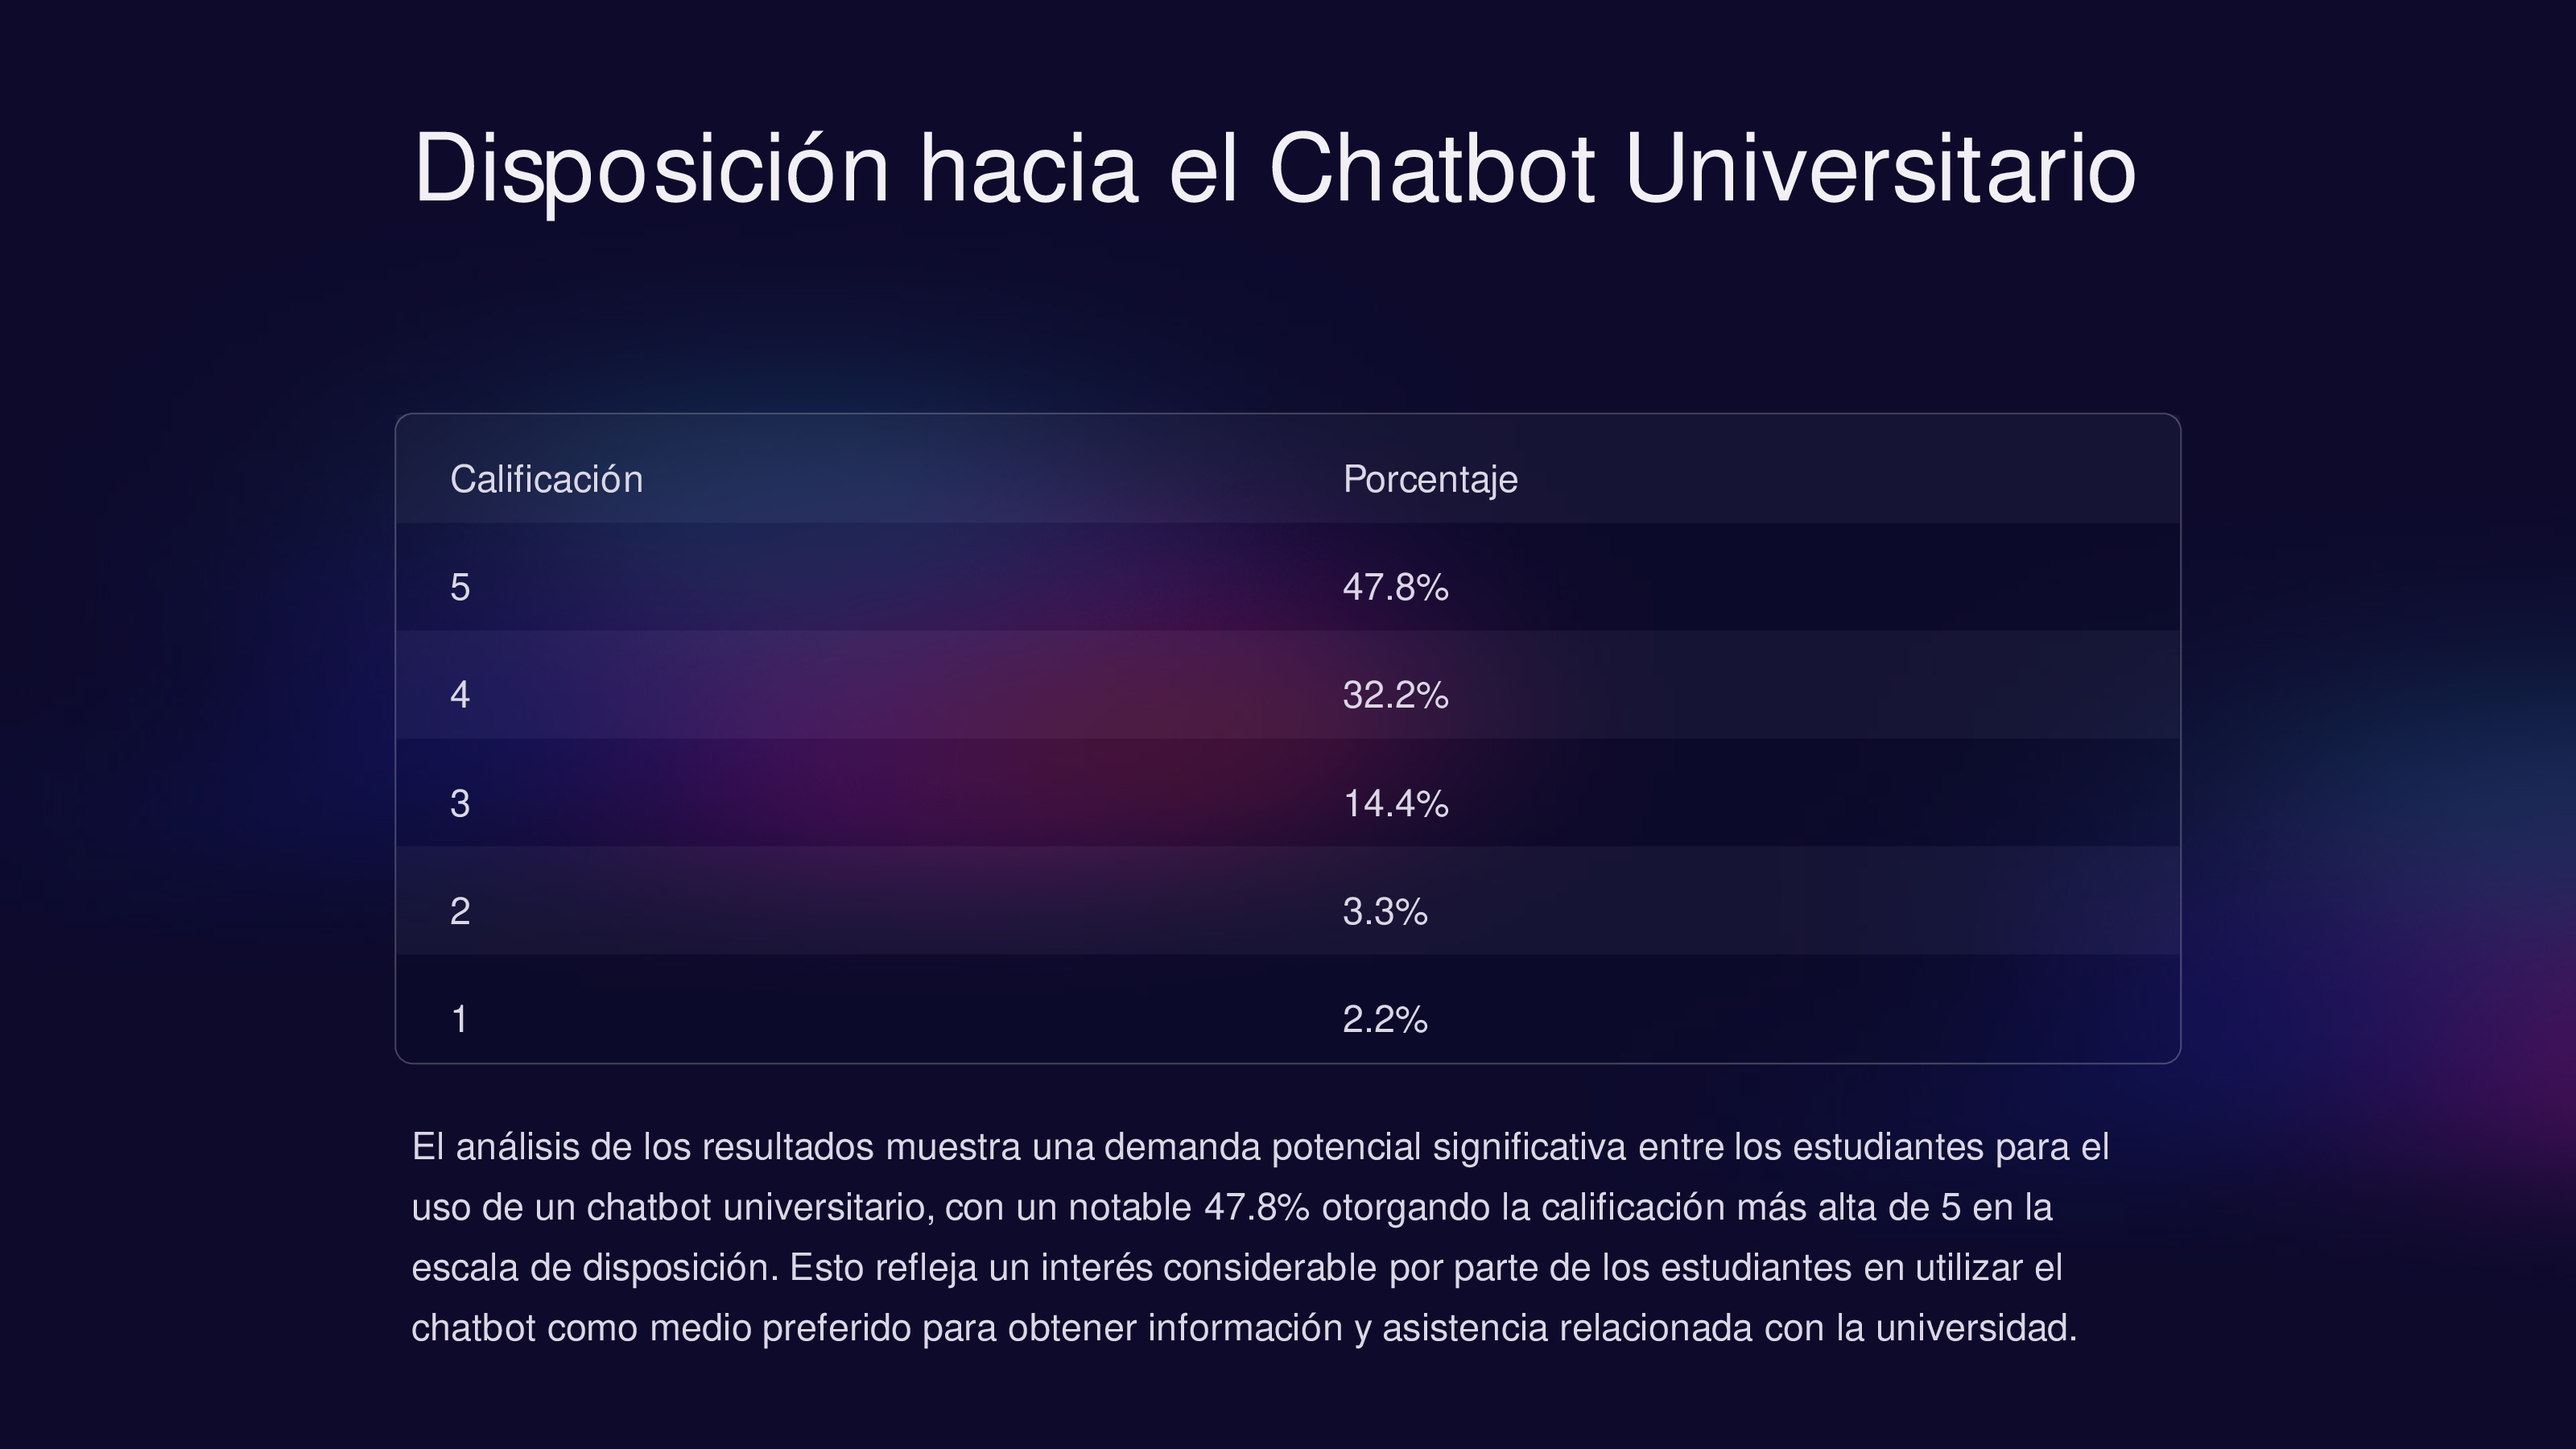 Disposición hacia el Chatbot Universitario
Calificación Porcentaje
5 47.8%
4 32.2%
3 14.4%
2 3.3%
1 2.2%
El análisis de los resultados muestra una demanda potencial significativa entre los estudiantes para el
uso de un chatbot universitario, con un notable 47.8% otorgando la calificación más alta de 5 en la
escala de disposición. Esto refleja un interés considerable por parte de los estudiantes en utilizar el
chatbot como medio preferido para obtener información y asistencia relacionada con la universidad.